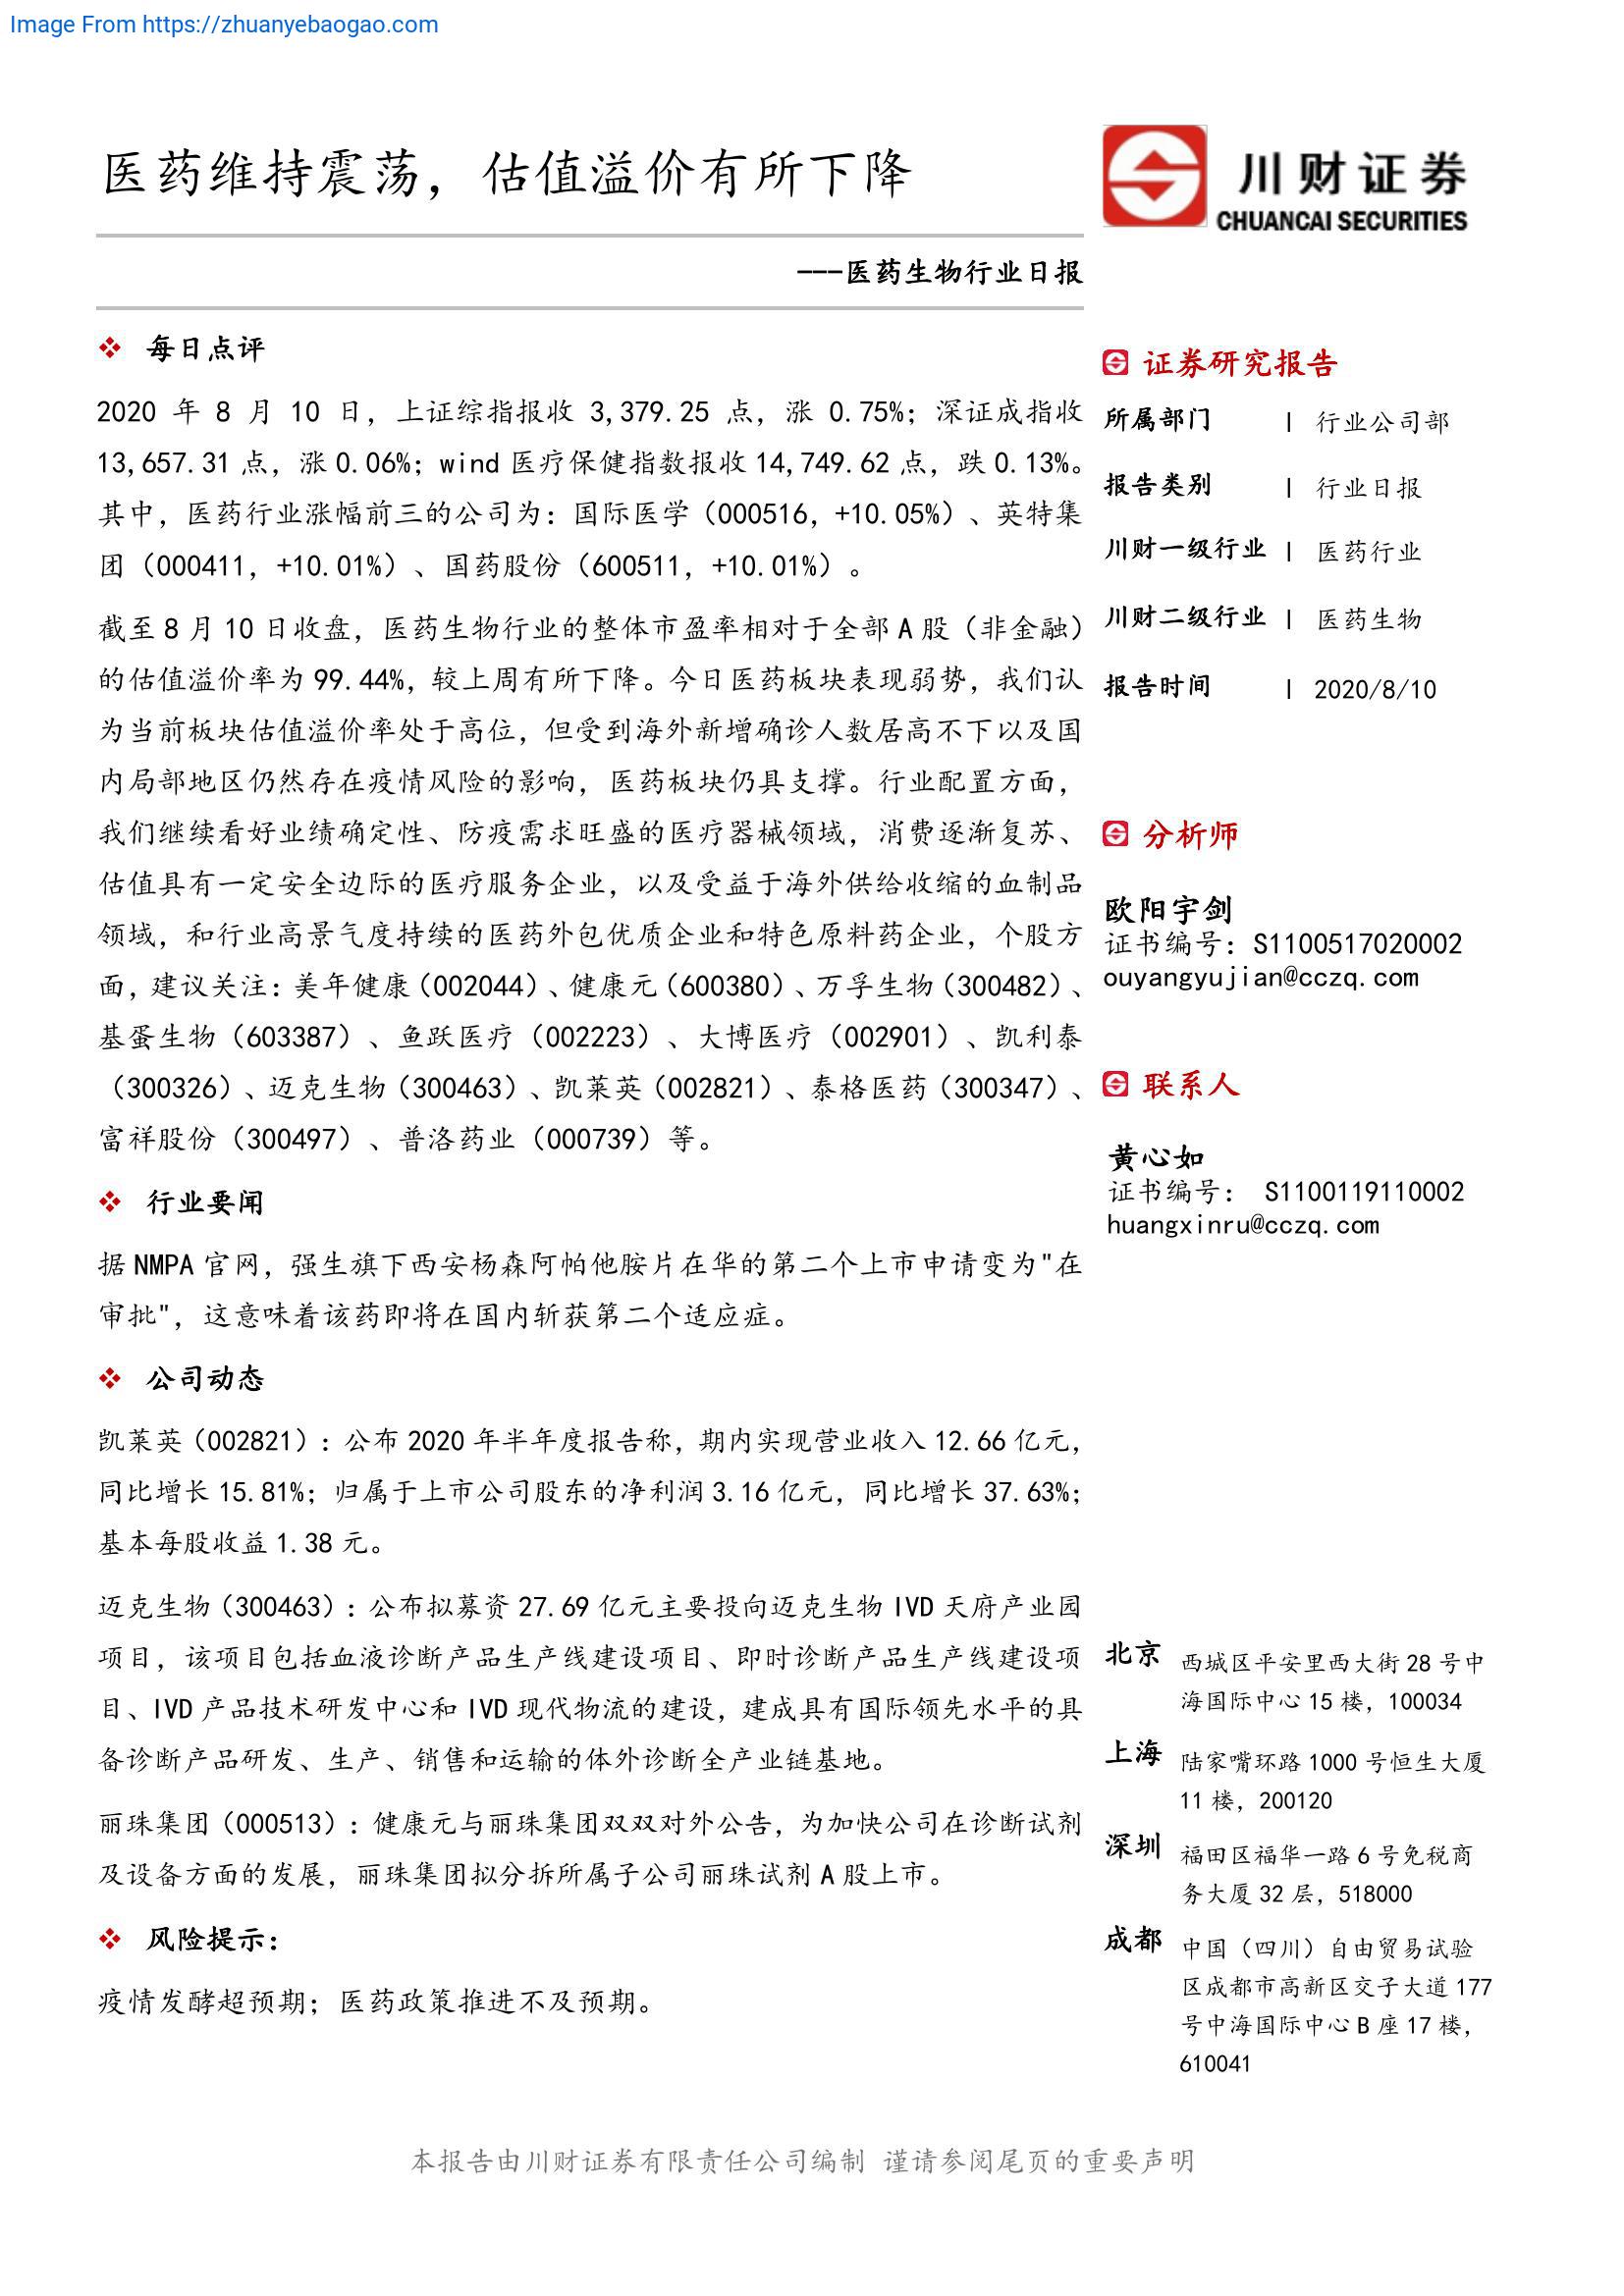 Image From https://zhuanyebaogao.com
医药维持震荡，估值溢价有所下降
---医药生物行业日报
川财证券
CHUANCAI SECURITIES
每日点评
2020 年 8 月 10 日，上证综指报收 3,379.25 点，涨 0.75%；深证成指收
13,657.31 点，涨 0.06%；wind 医疗保健指数报收 14,749.62 点，跌 0.13%。
其中，医药行业涨幅前三的公司为：国际医学（000516，+10.05%）、英特集
团（000411，+10.01%）、国药股份（600511，+10.01%）。
截至 8 月 10 日收盘，医药生物行业的整体市盈率相对于全部 A 股（非金融）
的估值溢价率为 99.44%，较上周有所下降。今日医药板块表现弱势，我们认
为当前板块估值溢价率处于高位，但受到海外新增确诊人数居高不下以及国
内局部地区仍然存在疫情风险的影响，医药板块仍具支撑。行业配置方面，
我们继续看好业绩确定性、防疫需求旺盛的医疗器械领域，消费逐渐复苏、
估值具有一定安全边际的医疗服务企业，以及受益于海外供给收缩的血制品
领域，和行业高景气度持续的医药外包优质企业和特色原料药企业，个股方
面，建议关注：美年健康（002044）、健康元（600380）、万孚生物（300482）、
基蛋生物（603387）、鱼跃医疗（002223）、大博医疗（002901）、凯利泰
（300326）、迈克生物（300463）、凯莱英（002821）、泰格医药（300347）、
富祥股份（300497）、普洛药业（000739）等。
行业要闻
据 NMPA 官网，强生旗下西安杨森阿帕他胺片在华的第二个上市申请变为"在
审批"，这意味着该药即将在国内斩获第二个适应症。
公司动态
凯莱英（002821）：公布 2020 年半年度报告称，期内实现营业收入 12.66 亿元，
同比增长 15.81%；归属于上市公司股东的净利润 3.16 亿元，同比增长 37.63%；
基本每股收益 1.38 元。
迈克生物（300463）：公布拟募资 27.69 亿元主要投向迈克生物 IVD 天府产业园
项目，该项目包括血液诊断产品生产线建设项目、即时诊断产品生产线建设项
目、IVD 产品技术研发中心和 IVD 现代物流的建设，建成具有国际领先水平的具
备诊断产品研发、生产、销售和运输的体外诊断全产业链基地。
丽珠集团（000513）：健康元与丽珠集团双双对外公告，为加快公司在诊断试剂
及设备方面的发展，丽珠集团拟分拆所属子公司丽珠试剂 A 股上市。
风险提示：
疫情发酵超预期；医药政策推进不及预期。
证券研究报告
所属部门 | 行业公司部
报告类别 | 行业日报
川财一级行业 | 医药行业
川财二级行业 | 医药生物
报告时间 | 2020/8/10
分析师
欧阳宇剑
证书编号：S1100517020002
ouyangyujian@cczq.com
联系人
黄心如
证书编号： S1100119110002
huangxinru@cczq.com
北京 西城区平安里西大街 28 号中
海国际中心 15 楼，100034
上海 陆家嘴环路 1000 号恒生大厦
11 楼，200120
深圳 福田区福华一路 6 号免税商
务大厦 32 层，518000
成都 中国（四川）自由贸易试验
区成都市高新区交子大道 177
号中海国际中心 B 座 17 楼，
610041
本报告由川财证券有限责任公司编制 谨请参阅尾页的重要声明